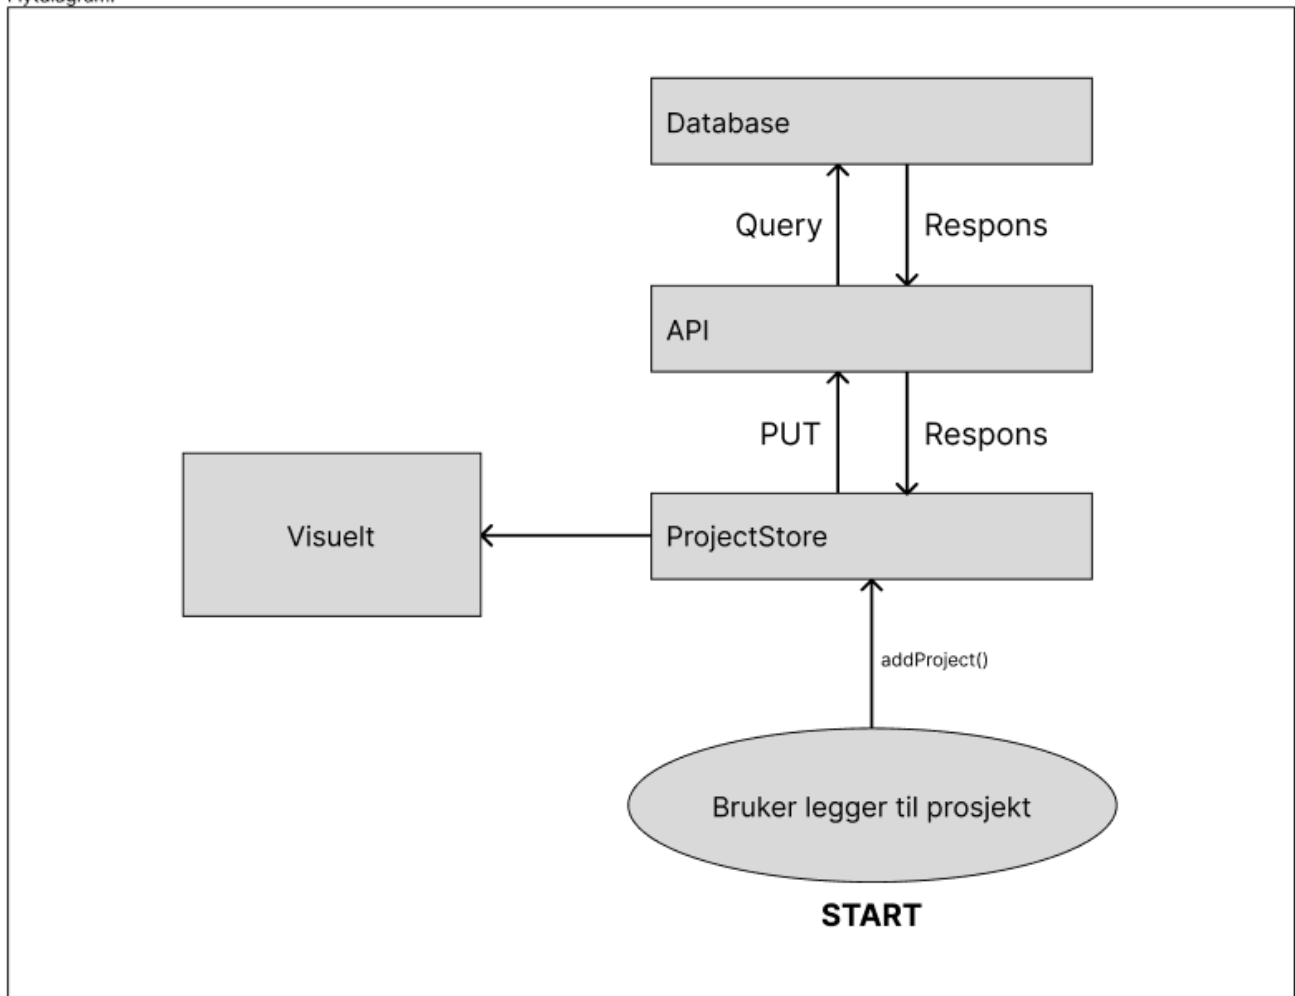 Database
Query
Respons
API
PUT
Respons
Visuelt
ProjectStore
addProject()
Bruker legger til prosjekt
START